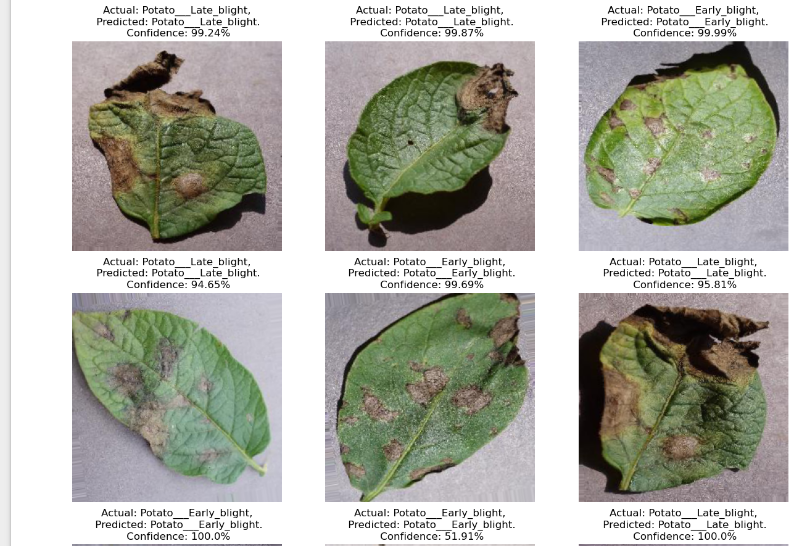 Actual: Potato___Late_blight,
Predicted: Potato___Late_blight.
Confidence: 99.24%
Actual: Potato___Late_blight,
Predicted: Potato___Late_blight.
Confidence: 99.87%
Actual: Potato___Early_blight,
Predicted: Potato___Early_blight.
Confidence: 99.99%
Actual: Potato___Late_blight,
Predicted: Potato___Late_blight.
Confidence: 94.65%
Actual: Potato___Early_blight,
Predicted: Potato___Early_blight.
Confidence: 99.69%
Actual: Potato___Late_blight,
Predicted: Potato___Late_blight.
Confidence: 95.81%
Actual: Potato___Early_blight,
Predicted: Potato___Early_blight.
Confidence: 100.0%
Actual: Potato___Early_blight,
Predicted: Potato___Early_blight.
Confidence: 51.91%
Actual: Potato___Late_blight,
Predicted: Potato___Late_blight.
Confidence: 100.0%